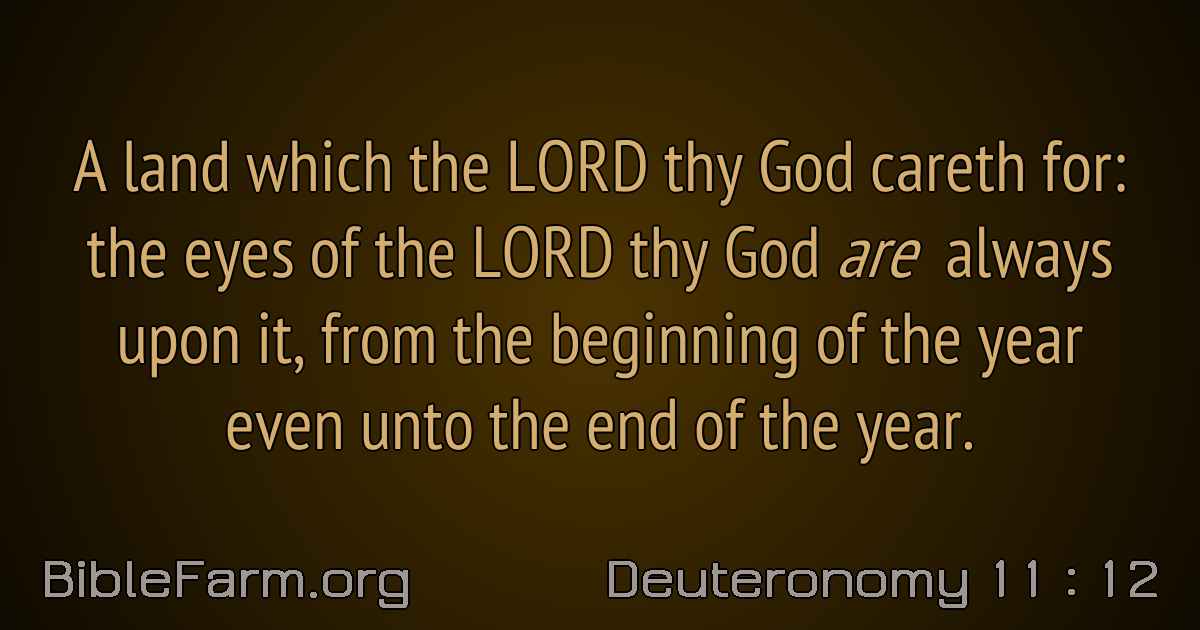 A land which the LORD thy God careth for:
the eyes of the LORD thy God are always
upon it, from the beginning of the year
even unto the end of the year.
BibleFarm.org
Deuteronomy 11 : 12